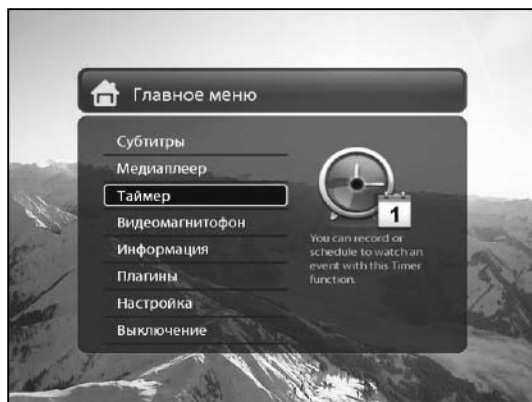 Главное меню
Субтитры
Медиаплеер
Таймер
Видеомагнитофон
Информация
Плагины
Настройка
Выключение
1
You can record or
schedule to watch an
event with this Timer
function.